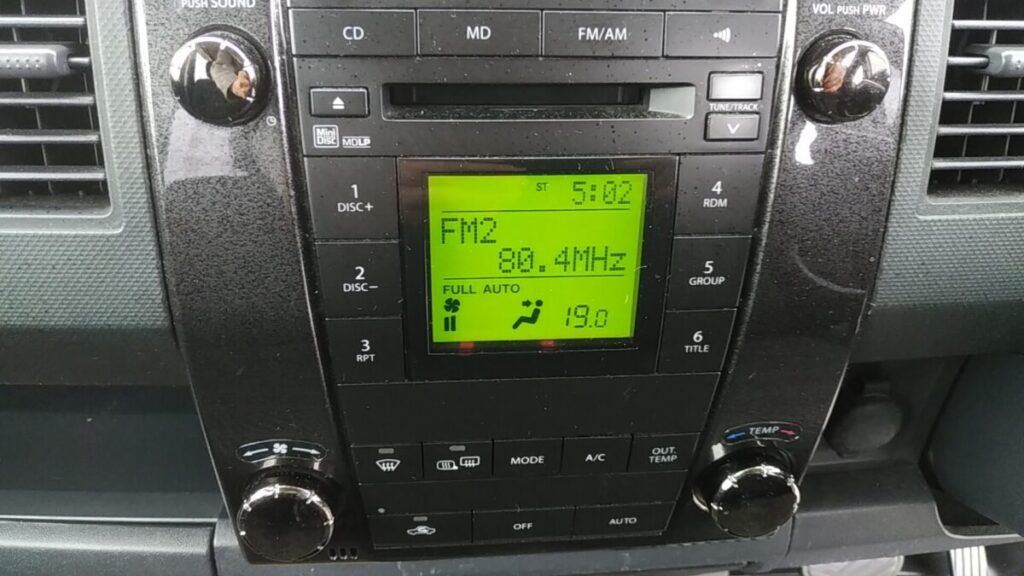 PUSH SOUND
VOL PUSH PWR
CD
MD
FM/AM
TUNE/TRACK
Mini
DISC
MDLP
1
DISC+
2
DISC−
3
RPT
ST 5:02
FM2
80.4MHz
FULL AUTO
19.0
4
RDM
5
GROUP
6
TITLE
TEMP
MODE
A/C
OUT.
TEMP
OFF
AUTO